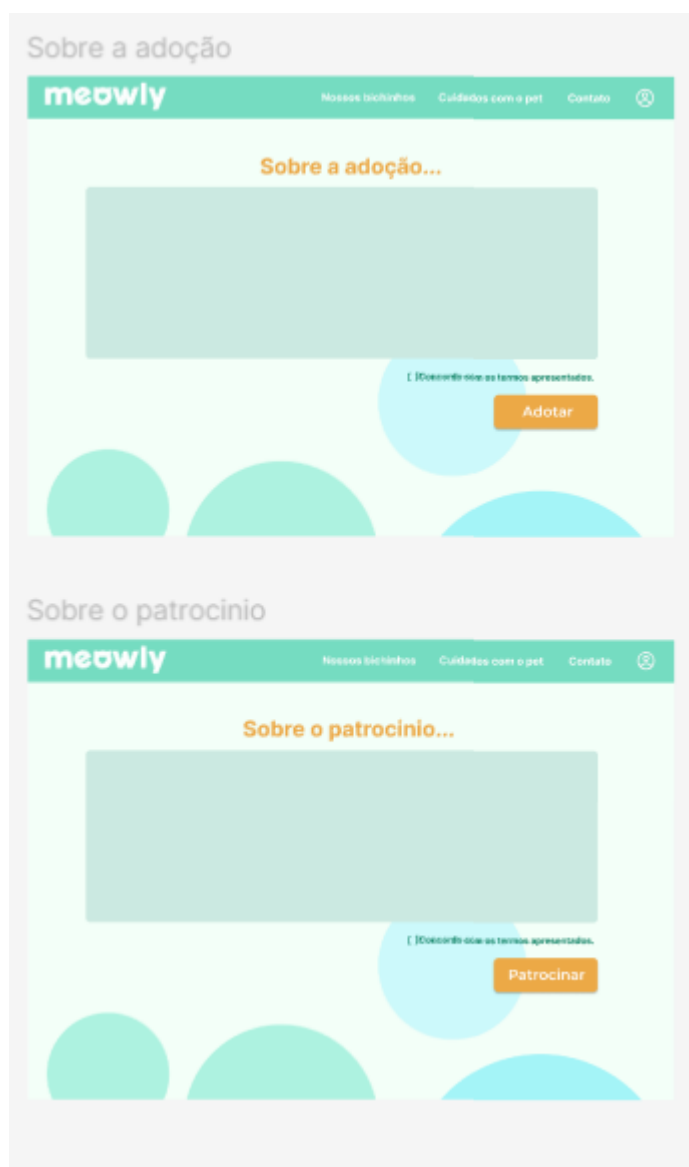 Sobre a adoção
meowly Nossos bichinhos Cuidados com o pet Contato
Sobre a adoção...
[ ]Concordo com os termos apresentados.
Adotar
Sobre o patrocinio
meowly Nossos bichinhos Cuidados com o pet Contato
Sobre o patrocinio...
[ ]Concordo com os termos apresentados.
Patrocinar